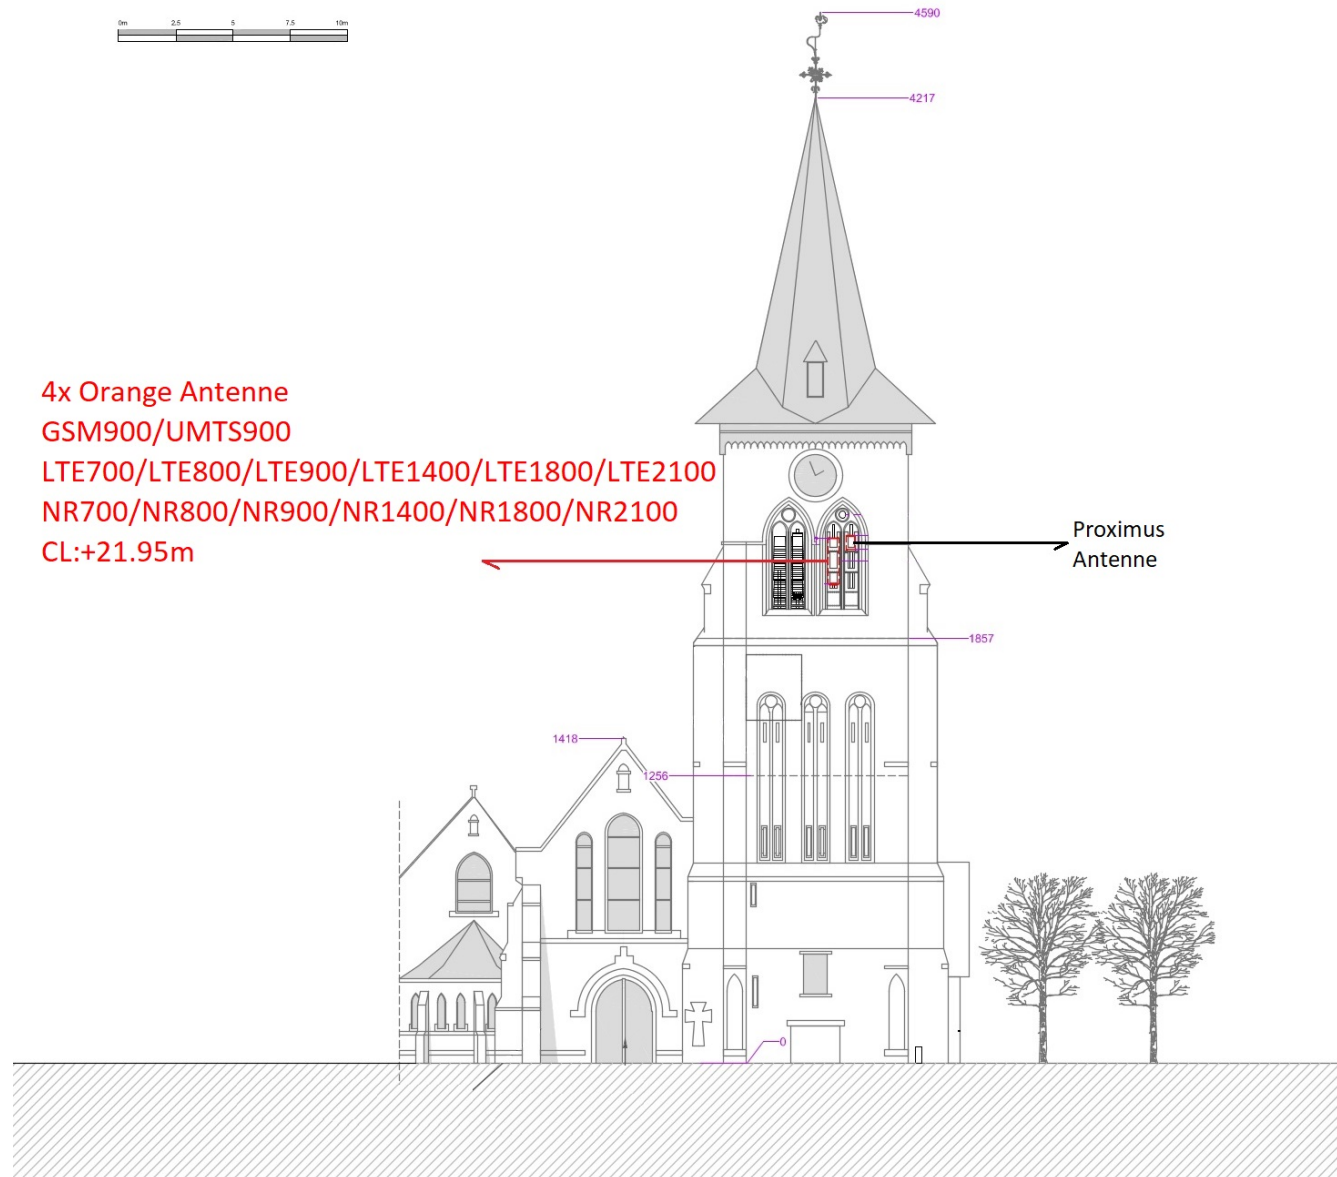 0m 2,5 5 7,5 10m
4590
4217
4x Orange Antenne
GSM900/UMTS900
LTE700/LTE800/LTE900/LTE1400/LTE1800/LTE2100
NR700/NR800/NR900/NR1400/NR1800/NR2100
CL:+21.95m
Proximus
Antenne
1857
1418
1256
0